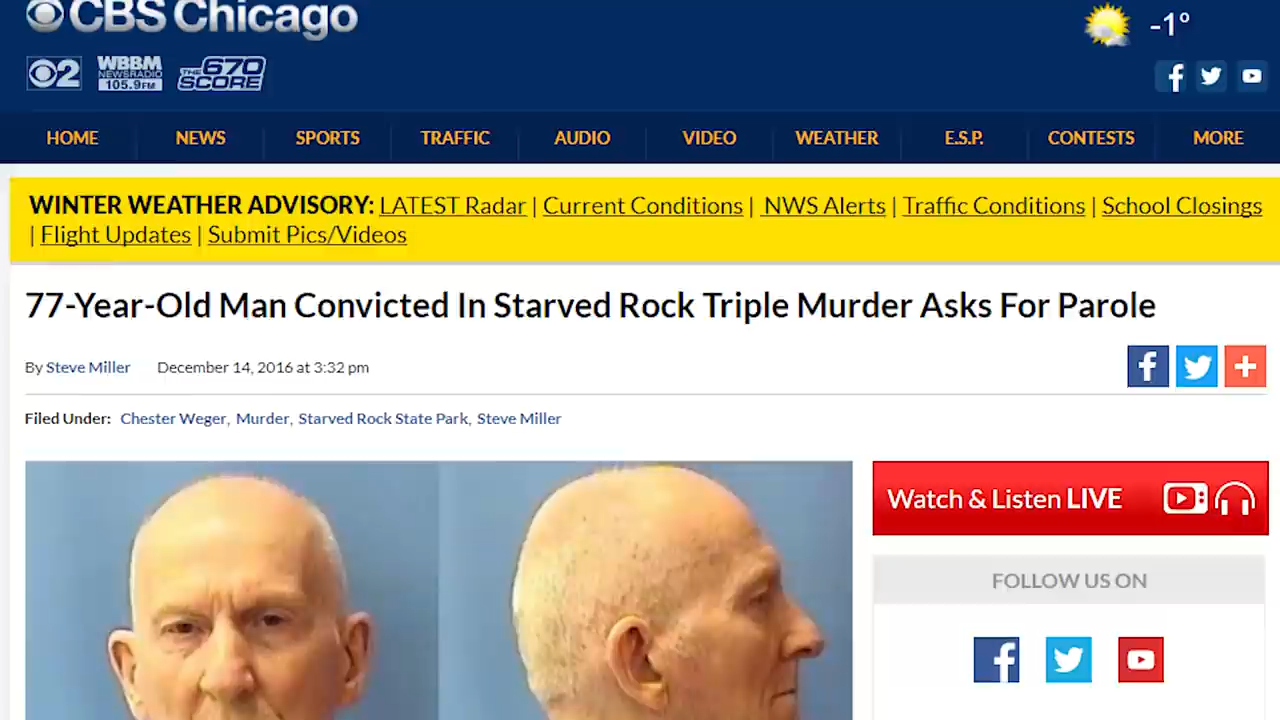 CBS Chicago
-1°
2
WBBM
NEWSRADIO
105.9FM
THE 670
SCORE
HOME NEWS SPORTS TRAFFIC AUDIO VIDEO WEATHER E.S.P. CONTESTS MORE
WINTER WEATHER ADVISORY: LATEST Radar | Current Conditions | NWS Alerts | Traffic Conditions | School Closings
| Flight Updates | Submit Pics/Videos
77-Year-Old Man Convicted In Starved Rock Triple Murder Asks For Parole
By Steve Miller December 14, 2016 at 3:32 pm
Filed Under: Chester Weger, Murder, Starved Rock State Park, Steve Miller
Watch & Listen LIVE
FOLLOW US ON